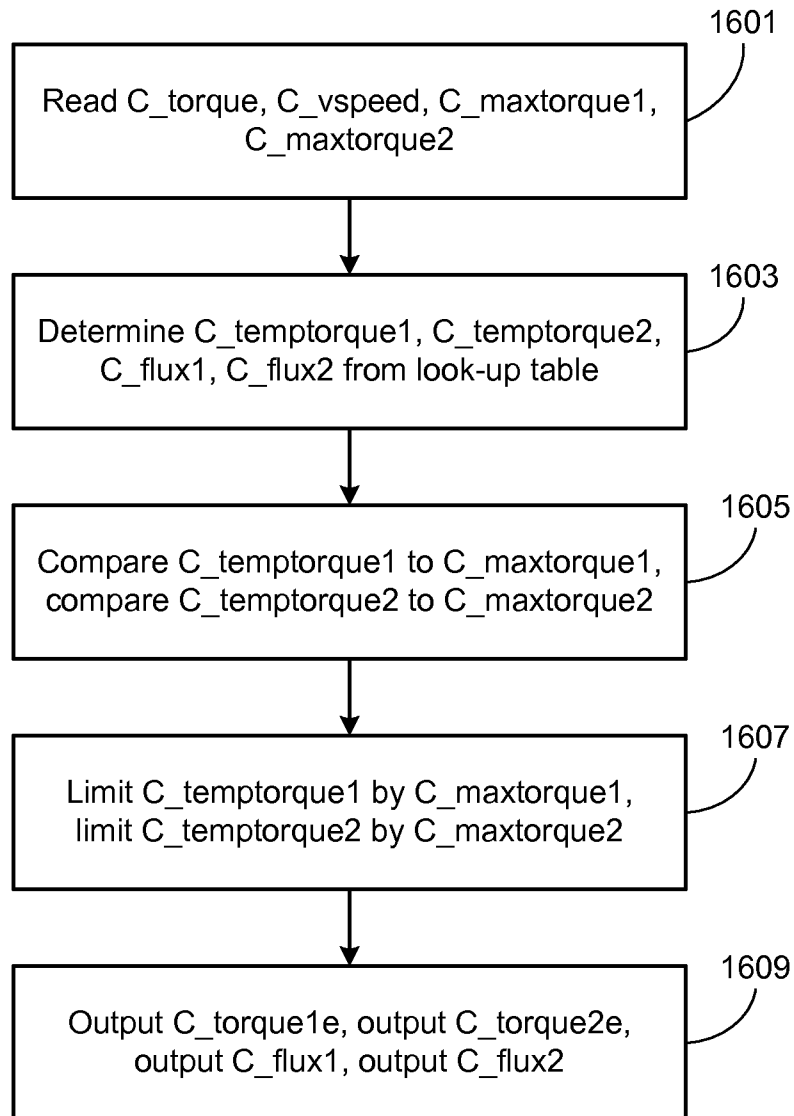 1601
Read C_torque, C_vspeed, C_maxtorque1,
C_maxtorque2
1603
Determine C_temptorque1, C_temptorque2,
C_flux1, C_flux2 from look-up table
1605
Compare C_temptorque1 to C_maxtorque1,
compare C_temptorque2 to C_maxtorque2
1607
Limit C_temptorque1 by C_maxtorque1,
limit C_temptorque2 by C_maxtorque2
1609
Output C_torque1e, output C_torque2e,
output C_flux1, output C_flux2